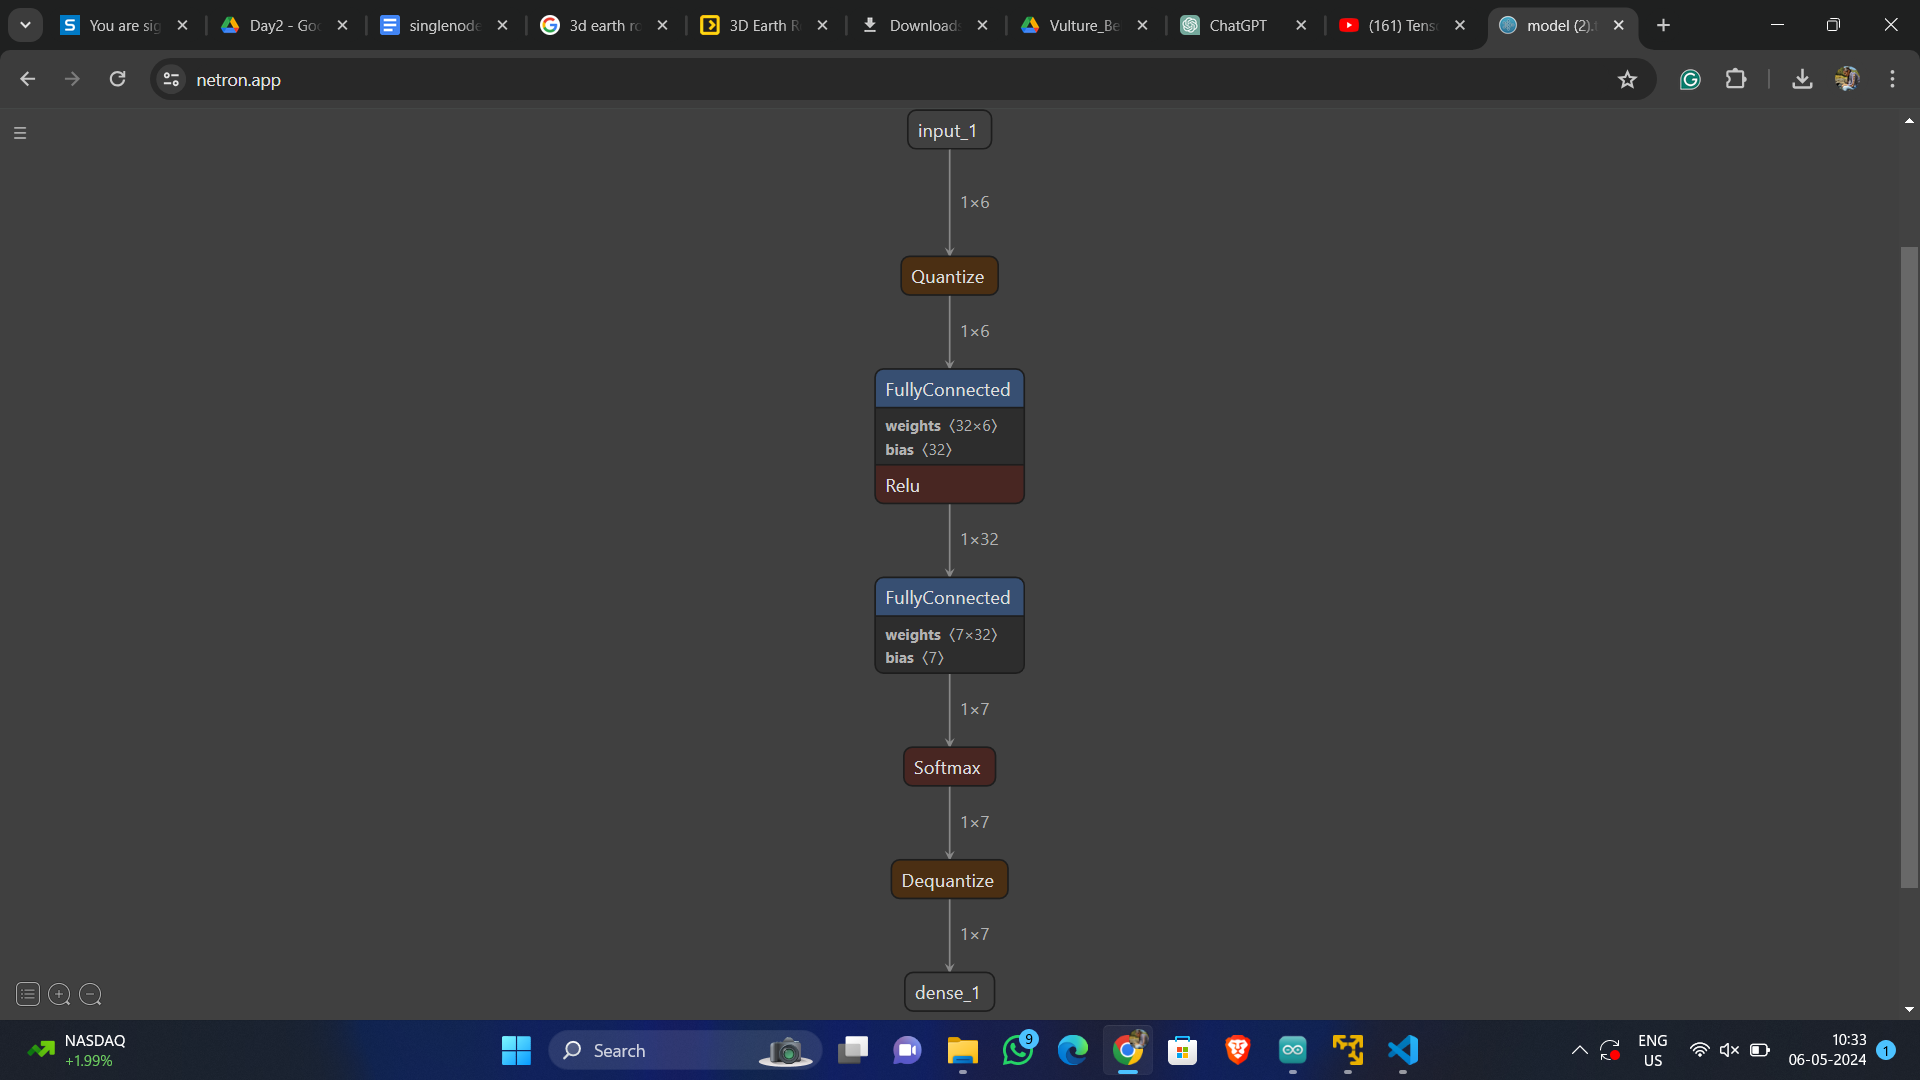 You are sig
Day2 - Goo
singlenode
3d earth ro
3D Earth R
Downloads
Vulture_Be
ChatGPT
(161) Tens
model (2).t
netron.app
input_1
1×6
Quantize
1×6
FullyConnected
weights 〈32×6〉
bias 〈32〉
Relu
1×32
FullyConnected
weights 〈7×32〉
bias 〈7〉
1×7
Softmax
1×7
Dequantize
1×7
dense_1
NASDAQ
+1.99%
Search
9
ENG
US
10:33
06-05-2024
1